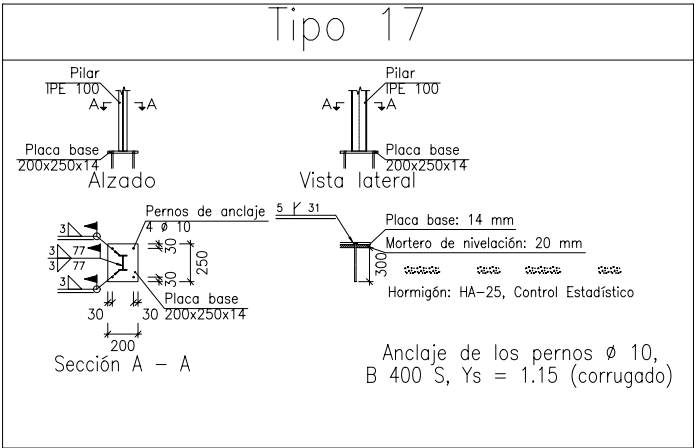 Tipo 17
Pilar
IPE 100
A
A
Placa base
200x250x14
Alzado
Pilar
IPE 100
A
A
Placa base
200x250x14
Vista lateral
Pernos de anclaje
4 ø 10
3
3
77
3
77
3
30
30
250
Placa base
200x250x14
30
30
200
Sección A - A
5
31
Placa base: 14 mm
Mortero de nivelación: 20 mm
300
Hormigón: HA-25, Control Estadístico
Anclaje de los pernos ø 10,
B 400 S, Ys = 1.15 (corrugado)